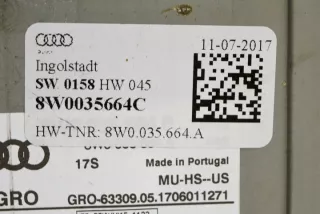 Audi
11-07-2017
Ingolstadt
SW 0158 HW 045
8W0035664C
HW-TNR: 8W0.035.664.A
17S
Made in Portugal
MU-HS--US
GRO
GRO-63309.05.1706011271